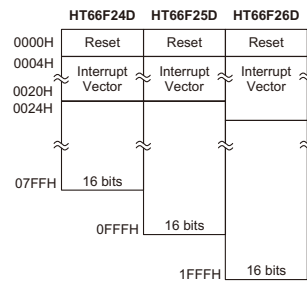 HT66F24D HT66F25D HT66F26D
0000H Reset Reset Reset
0004H
Interrupt Vector Interrupt Vector Interrupt Vector
0020H
0024H
07FFH 16 bits
0FFFH 16 bits
1FFFH 16 bits